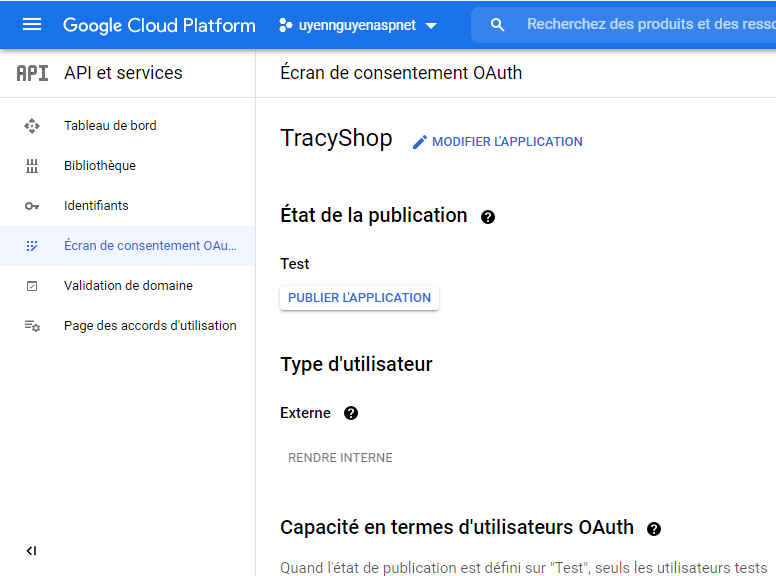 Google Cloud Platform
uyennguyenaspnet
Recherchez des produits et des resso
API
API et services
Écran de consentement OAuth
Tableau de bord
Bibliothèque
Identifiants
Écran de consentement OAu...
Validation de domaine
Page des accords d'utilisation
TracyShop
MODIFIER L'APPLICATION
État de la publication
Test
PUBLIER L'APPLICATION
Type d'utilisateur
Externe
RENDRE INTERNE
Capacité en termes d'utilisateurs OAuth
Quand l'état de publication est défini sur "Test", seuls les utilisateurs tests